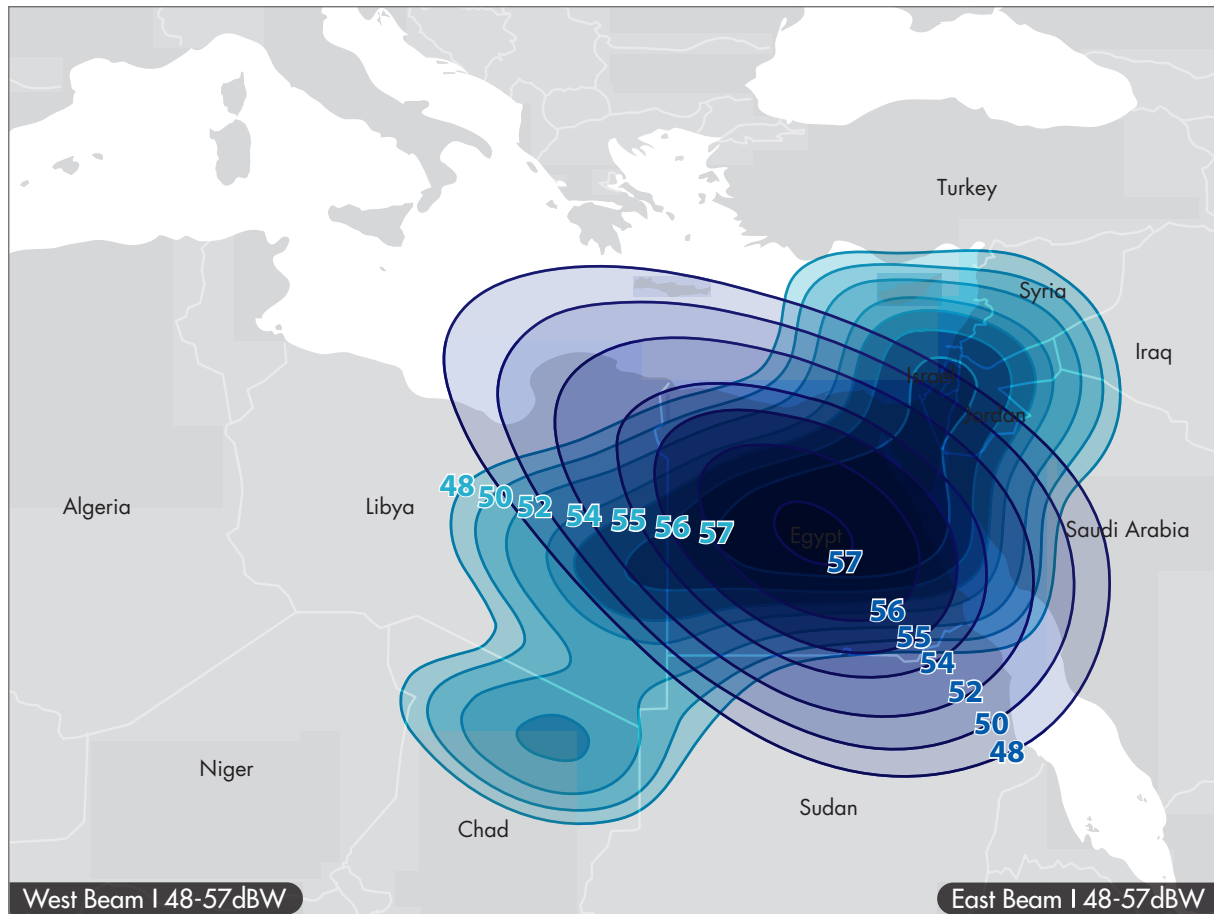 Turkey
Syria
Iraq
Israel
Jordan
Algeria
Libya
48
50
52
54
55
56
57
Egypt
Saudi Arabia
57
56
55
54
52
50
48
Niger
Chad
Sudan
West Beam I 48-57dBW
East Beam I 48-57dBW